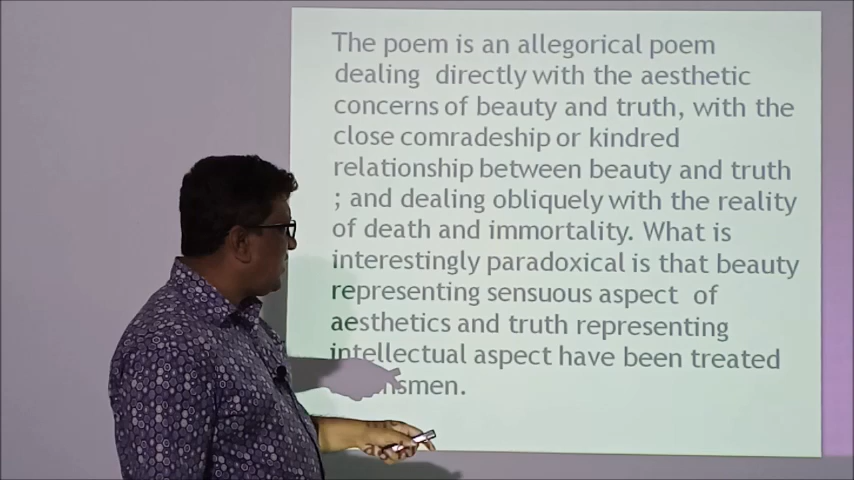 The poem is an allegorical poem
dealing directly with the aesthetic
concerns of beauty and truth, with the
close comradeship or kindred
relationship between beauty and truth
; and dealing obliquely with the reality
of death and immortality. What is
interestingly paradoxical is that beauty
representing sensuous aspect of
aesthetics and truth representing
intellectual aspect have been treated